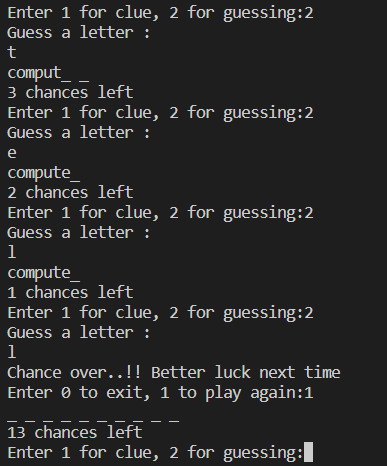 Enter 1 for clue, 2 for guessing:2
Guess a letter :
t
comput_ _
3 chances left
Enter 1 for clue, 2 for guessing:2
Guess a letter :
e
compute_
2 chances left
Enter 1 for clue, 2 for guessing:2
Guess a letter :
l
compute_
1 chances left
Enter 1 for clue, 2 for guessing:2
Guess a letter :
l
Chance over..!! Better luck next time
Enter 0 to exit, 1 to play again:1
_ _ _ _ _ _ _ _ _ _
13 chances left
Enter 1 for clue, 2 for guessing: